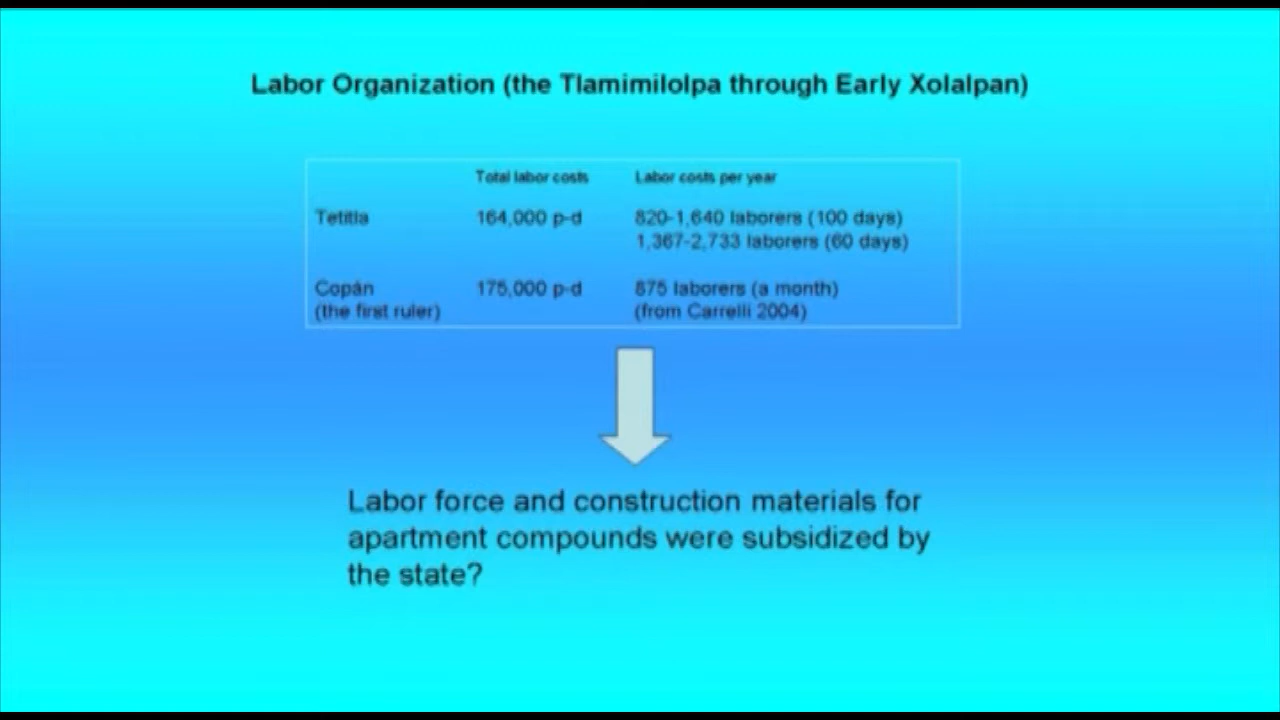 Labor Organization (the Tlamimilolpa through Early Xolalpan)
Total labor costs Labor costs per year
Tetitla 164,000 p-d 820-1,640 laborers (100 days)
1,367-2,733 laborers (60 days)
Copán 175,000 p-d 875 laborers (a month)
(the first ruler) (from Carrelli 2004)
Labor force and construction materials for
apartment compounds were subsidized by
the state?